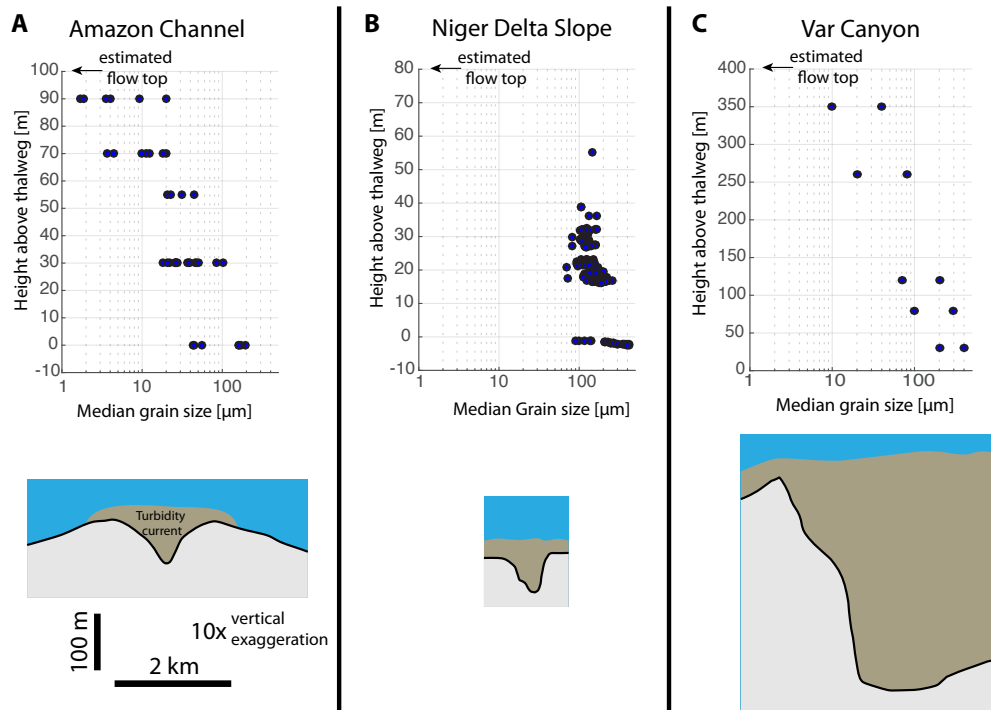 A
Amazon Channel
estimated
flow top
Height above thalweg [m]
100
90
80
70
60
50
40
30
20
10
0
-10
1
10
100
Median grain size [µm]
Turbidity
current
100 m
10x
vertical
exaggeration
2 km
B
Niger Delta Slope
estimated
flow top
Height above thalweg [m]
80
70
60
50
40
30
20
10
0
-10
1
10
100
Median Grain size [µm]
C
Var Canyon
estimated
flow top
Height above thalweg [m]
400
350
300
250
200
150
100
50
0
1
10
100
Median grain size [µm]